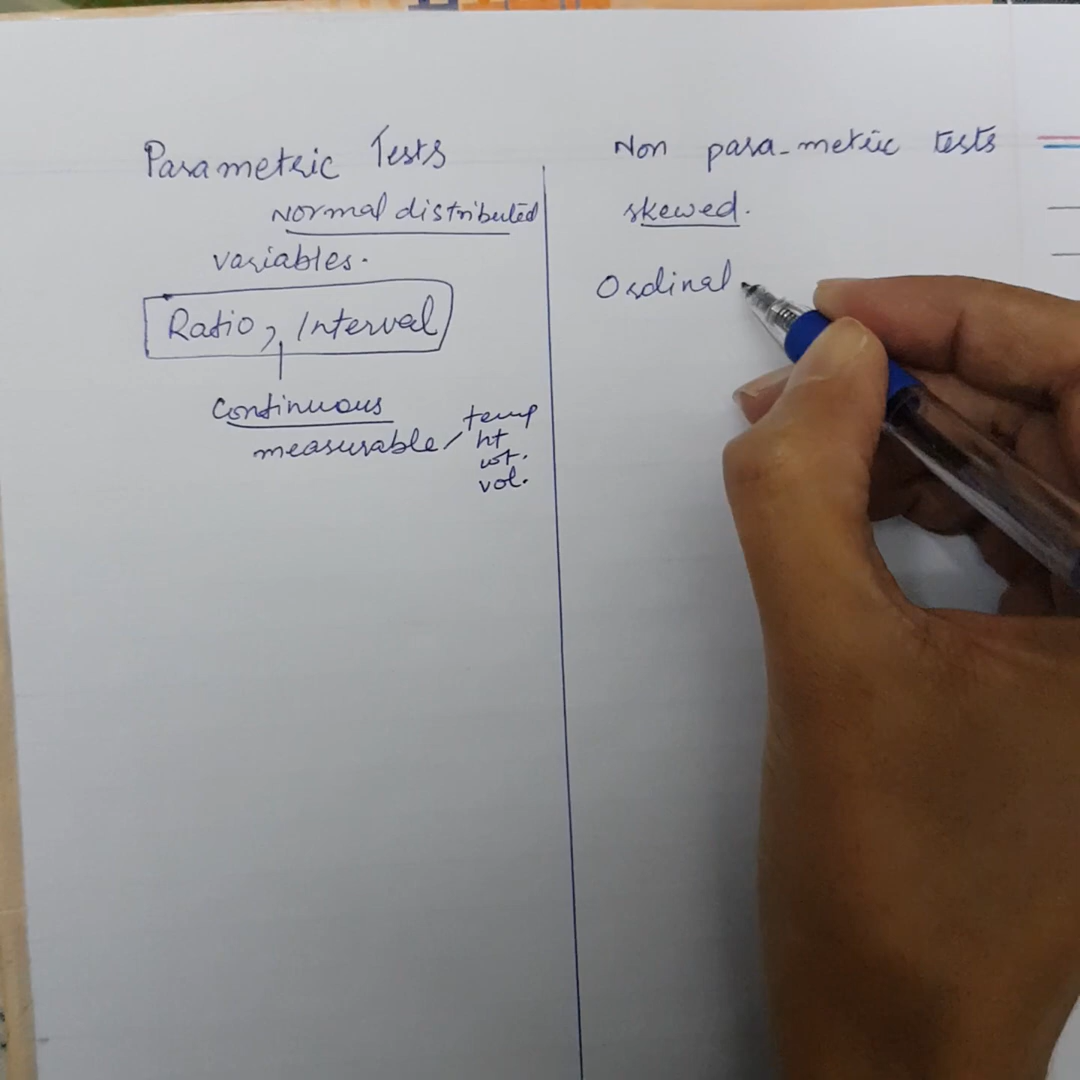 Parametric Tests
Normal distributed
variables.
Ratio, Interval
Continuous
measurable / temp
ht
wt.
vol.
Non para-metric tests
skewed.
Ordinal